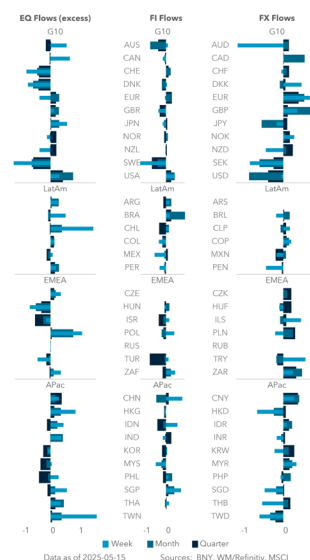 EQ Flows (excess) FI Flows FX Flows
G10 G10 G10
AUS AUD
CAN CAD
CHE CHF
DNK DKK
EUR EUR
GBR GBP
JPN JPY
NOR NOK
NZL NZD
SWE SEK
USA USD
LatAm LatAm LatAm
ARG ARS
BRA BRL
CHL CLP
COL COP
MEX MXN
PER PEN
EMEA EMEA EMEA
CZE CZK
HUN HUF
ISR ILS
POL PLN
RUS RUB
TUR TRY
ZAF ZAR
APac APac APac
CHN CNY
HKG HKD
IDN IDR
IND INR
KOR KRW
MYS MYR
PHL PHP
SGP SGD
THA THB
TWN TWD
-1 0 1 -1 0 -1 0
Week Month Quarter
Data as of 2025-05-15 Sources: BNY, WM/Refinitiv, MSCI